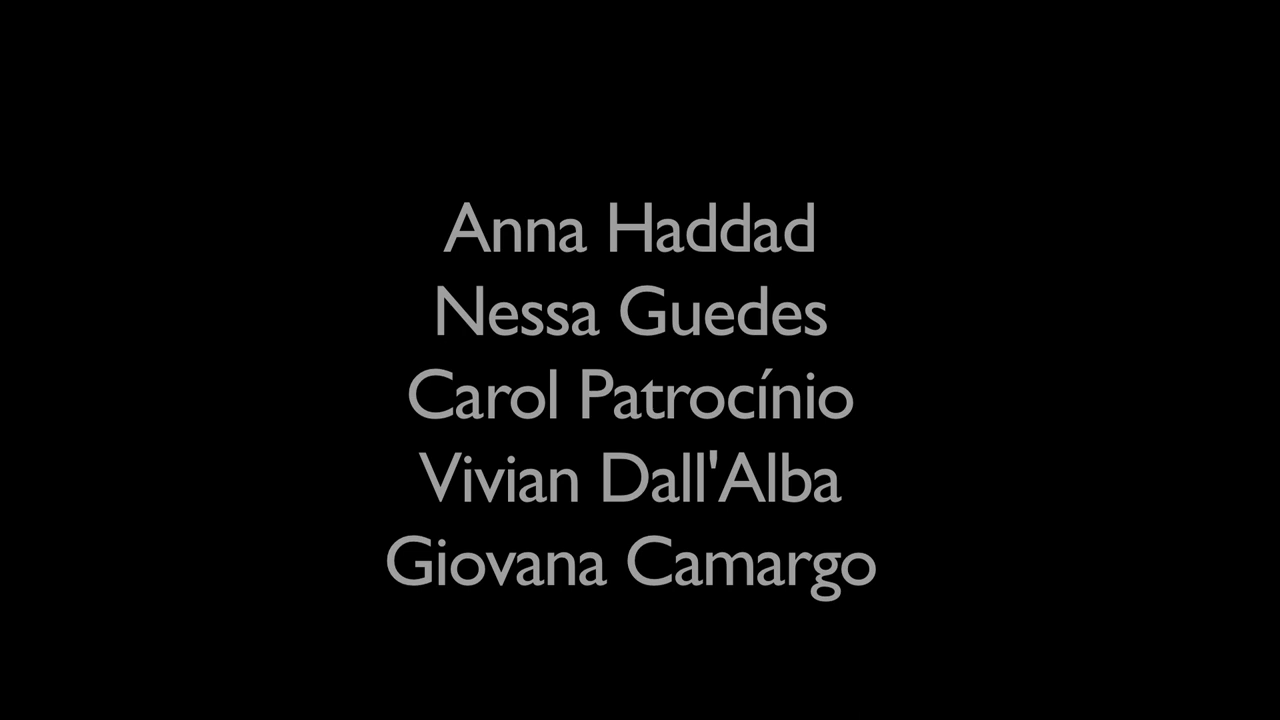 Anna Haddad
Nessa Guedes
Carol Patrocínio
Vivian Dall'Alba
Giovana Camargo